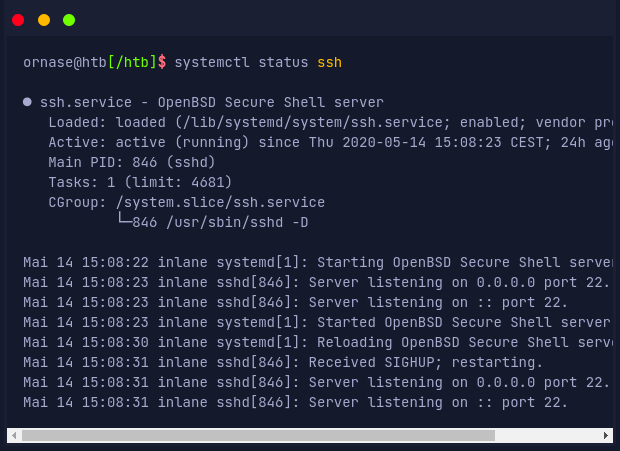 ornase@htb[/htb]$ systemctl status ssh
● ssh.service - OpenBSD Secure Shell server
Loaded: loaded (/lib/systemd/system/ssh.service; enabled; vendor
Active: active (running) since Thu 2020-05-14 15:08:23 CEST; 24h
Main PID: 846 (sshd)
Tasks: 1 (limit: 4681)
CGroup: /system.slice/ssh.service
└─846 /usr/sbin/sshd -D
Mai 14 15:08:22 inlane systemd[1]: Starting OpenBSD Secure Shell server
Mai 14 15:08:23 inlane sshd[846]: Server listening on 0.0.0.0 port 22.
Mai 14 15:08:23 inlane sshd[846]: Server listening on :: port 22.
Mai 14 15:08:23 inlane systemd[1]: Started OpenBSD Secure Shell server
Mai 14 15:08:30 inlane systemd[1]: Reloading OpenBSD Secure Shell
Mai 14 15:08:31 inlane sshd[846]: Received SIGHUP; restarting.
Mai 14 15:08:31 inlane sshd[846]: Server listening on 0.0.0.0 port 22.
Mai 14 15:08:31 inlane sshd[846]: Server listening on :: port 22.